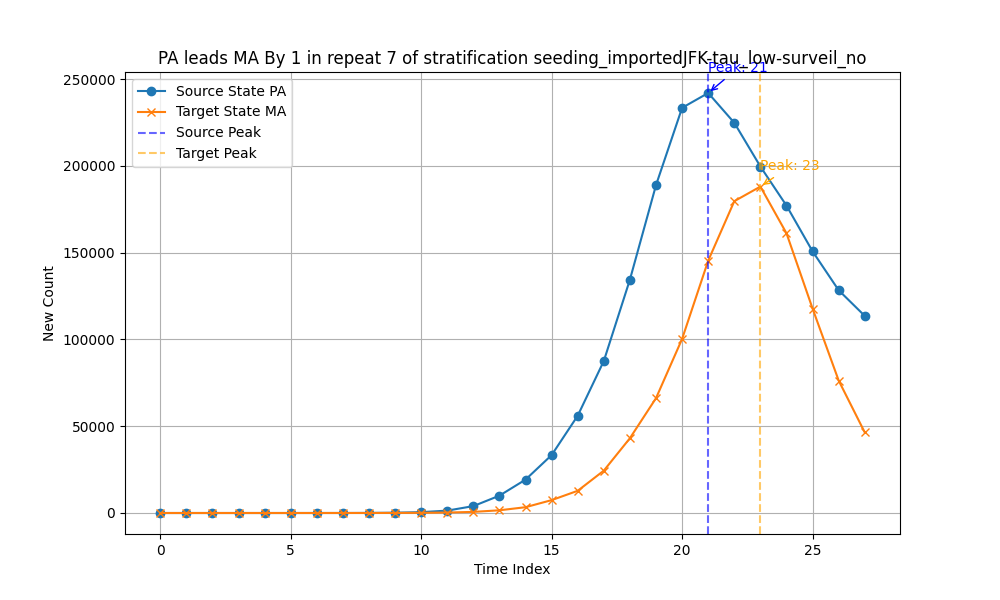 PA leads MA By 1 in repeat 7 of stratification seeding_importedJFK-tau_low-surveil_no
Peak: 21
250000
Source State PA
Target State MA
Source Peak
Target Peak
200000
Peak: 23
150000
New Count
100000
50000
0
0 5 10 15 20 25
Time Index